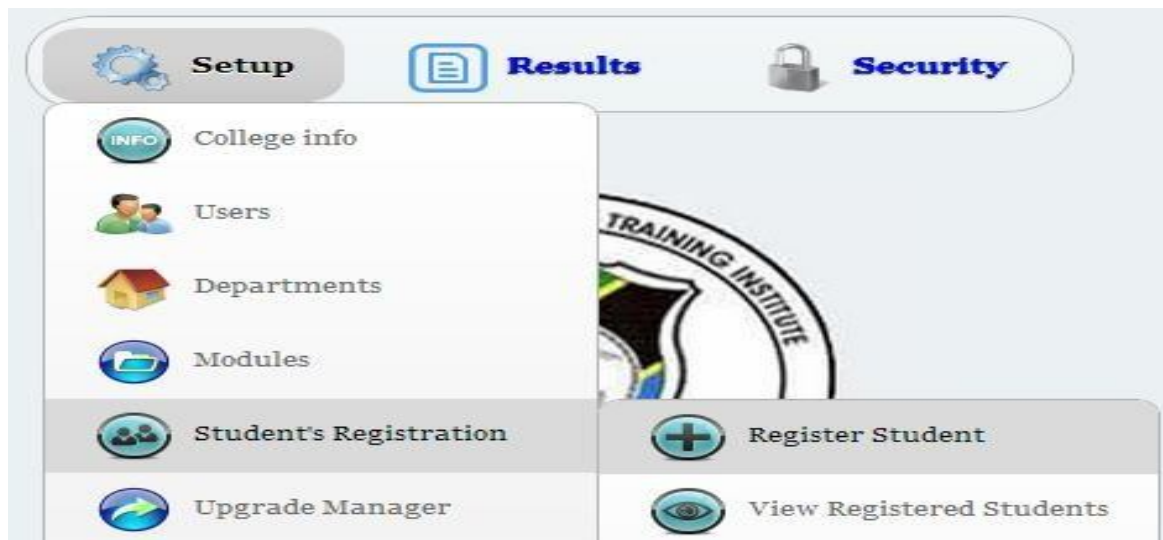 Setup Results Security
INFO College info
Users
TRAINING INSTITUTE
Departments
Modules
Student's Registration Register Student
Upgrade Manager View Registered Students